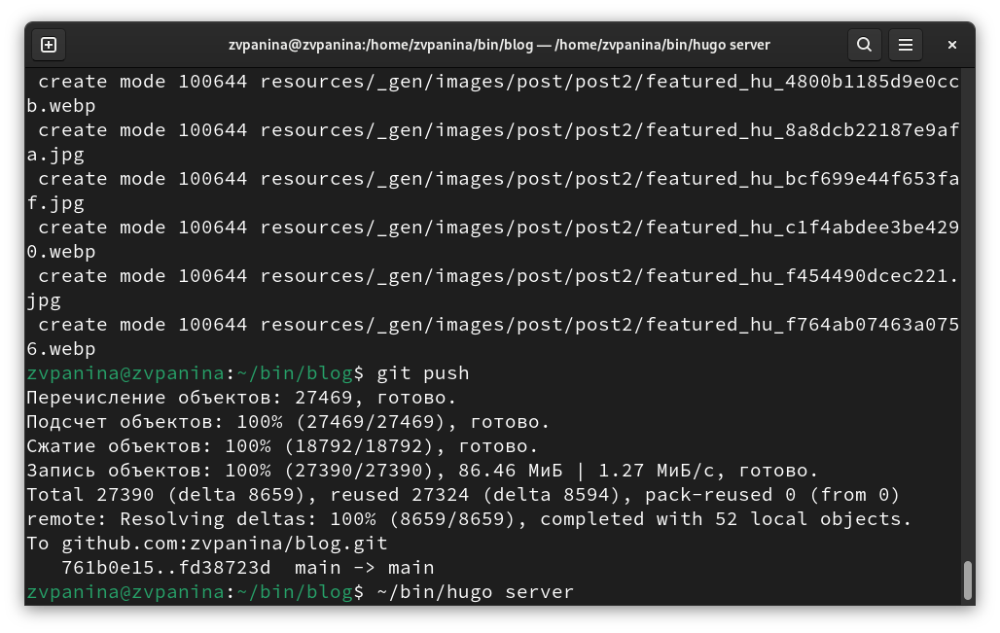 zvpanina@zvpanina:/home/zvpanina/bin/blog — /home/zvpanina/bin/hugo server
create mode 100644 resources/_gen/images/post/post2/featured_hu_4800b1185d9e0cc
b.webp
create mode 100644 resources/_gen/images/post/post2/featured_hu_8a8dcb22187e9af
a.jpg
create mode 100644 resources/_gen/images/post/post2/featured_hu_bcf699e44f653fa
f.jpg
create mode 100644 resources/_gen/images/post/post2/featured_hu_c1f4abdee3be429
0.webp
create mode 100644 resources/_gen/images/post/post2/featured_hu_f454490dcec221.
jpg
create mode 100644 resources/_gen/images/post/post2/featured_hu_f764ab07463a075
6.webp
zvpanina@zvpanina:~/bin/blog$ git push
Перечисление объектов: 27469, готово.
Подсчет объектов: 100% (27469/27469), готово.
Сжатие объектов: 100% (18792/18792), готово.
Запись объектов: 100% (27390/27390), 86.46 МиБ | 1.27 МиБ/с, готово.
Total 27390 (delta 8659), reused 27324 (delta 8594), pack-reused 0 (from 0)
remote: Resolving deltas: 100% (8659/8659), completed with 52 local objects.
To github.com:zvpanina/blog.git
761b0e15..fd38723d  main -> main
zvpanina@zvpanina:~/bin/blog$ ~/bin/hugo server